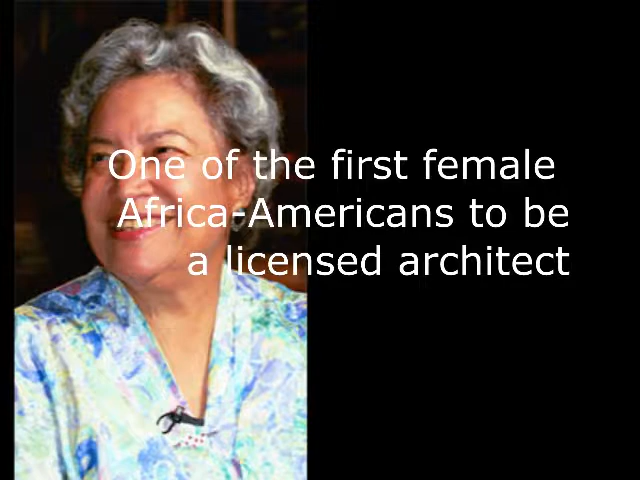 One of the first female
Africa-Americans to be
a licensed architect